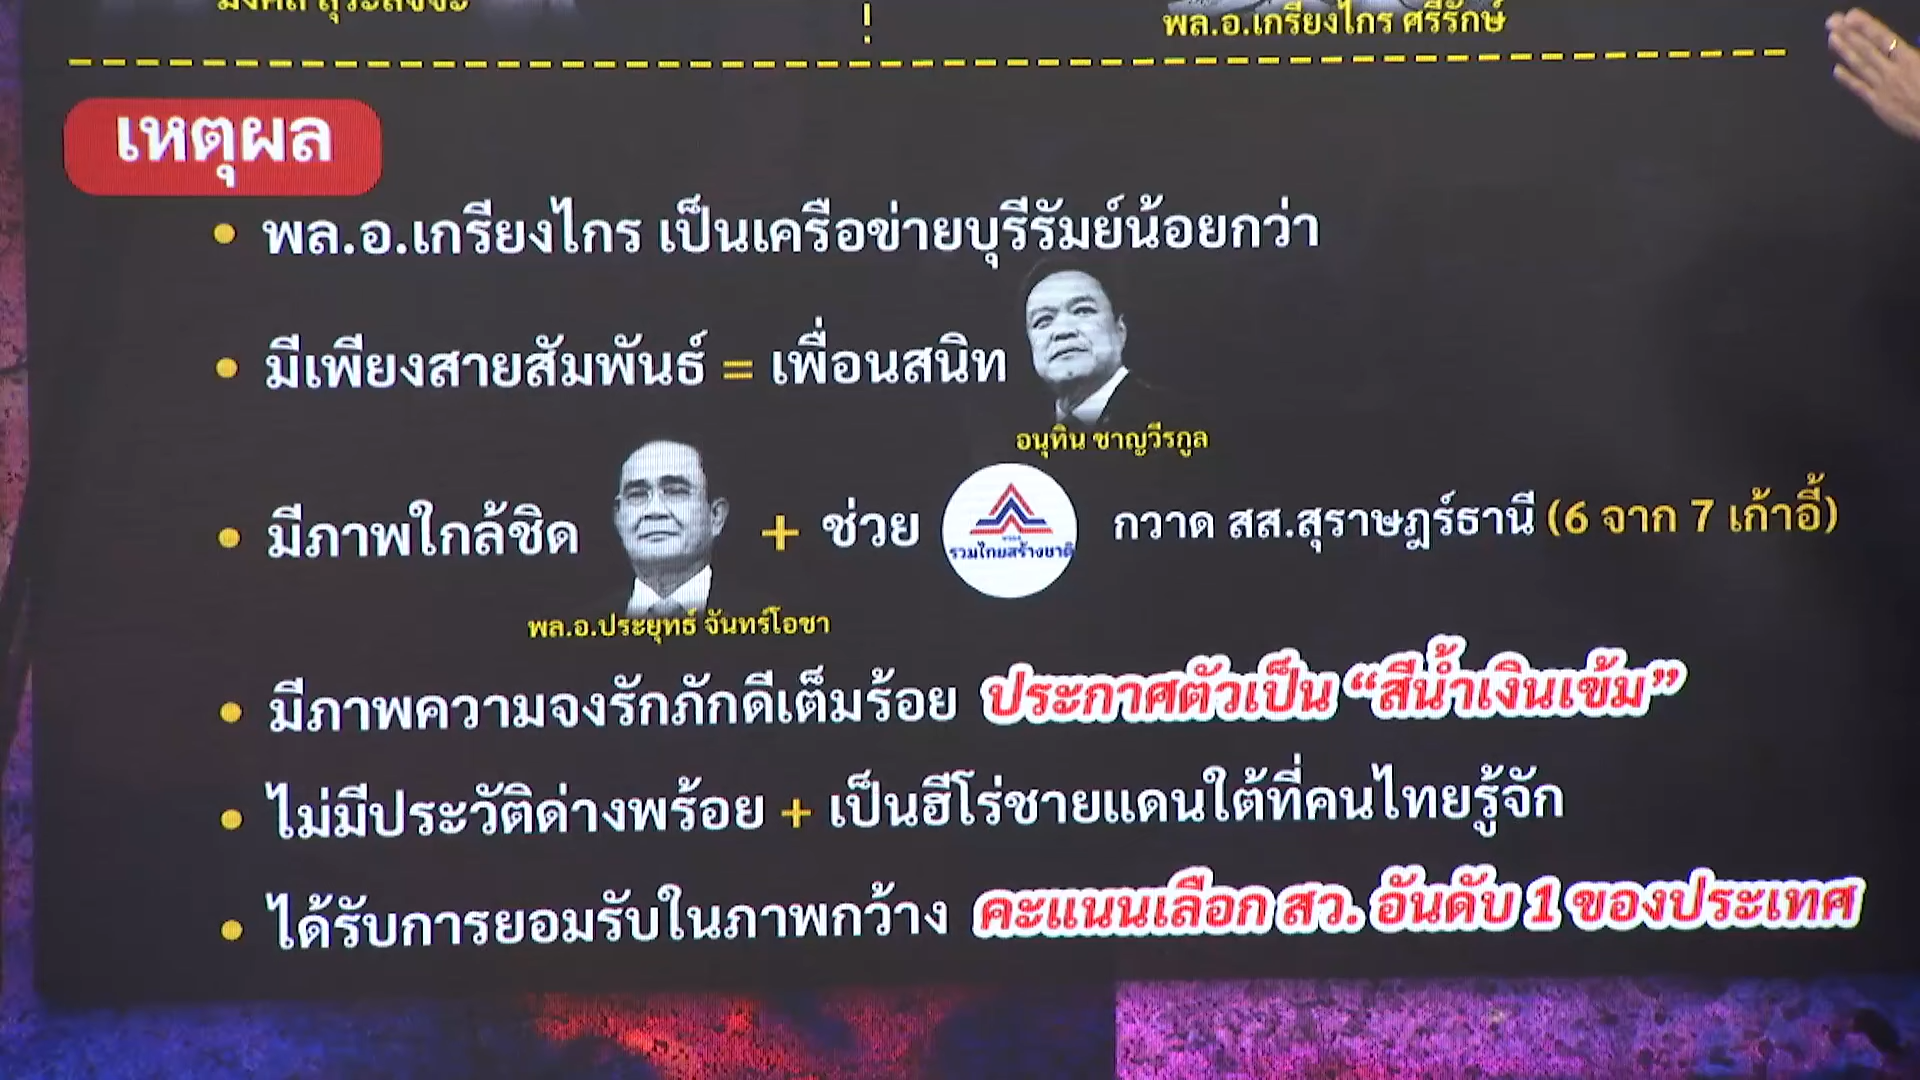 มงคล สุระสัจจะ
พล.อ.เกรียงไกร ศรีรักษ์
เหตุผล
• พล.อ.เกรียงไกร เป็นเครือข่ายบุรีรัมย์น้อยกว่า
• มีเพียงสายสัมพันธ์ = เพื่อนสนิท
อนุทิน ชาญวีรกูล
• มีภาพใกล้ชิด + ช่วย รวมไทยสร้างชาติ กวาด สส.สุราษฎร์ธานี (6 จาก 7 เก้าอี้)
พล.อ.ประยุทธ์ จันทร์โอชา
• มีภาพความจงรักภักดีเต็มร้อย ประกาศตัวเป็น “สีน้ำเงินเข้ม”
• ไม่มีประวัติด่างพร้อย + เป็นฮีโร่ชายแดนใต้ที่คนไทยรู้จัก
• ได้รับการยอมรับในภาพกว้าง คะแนนเลือก สว. อันดับ 1 ของประเทศ